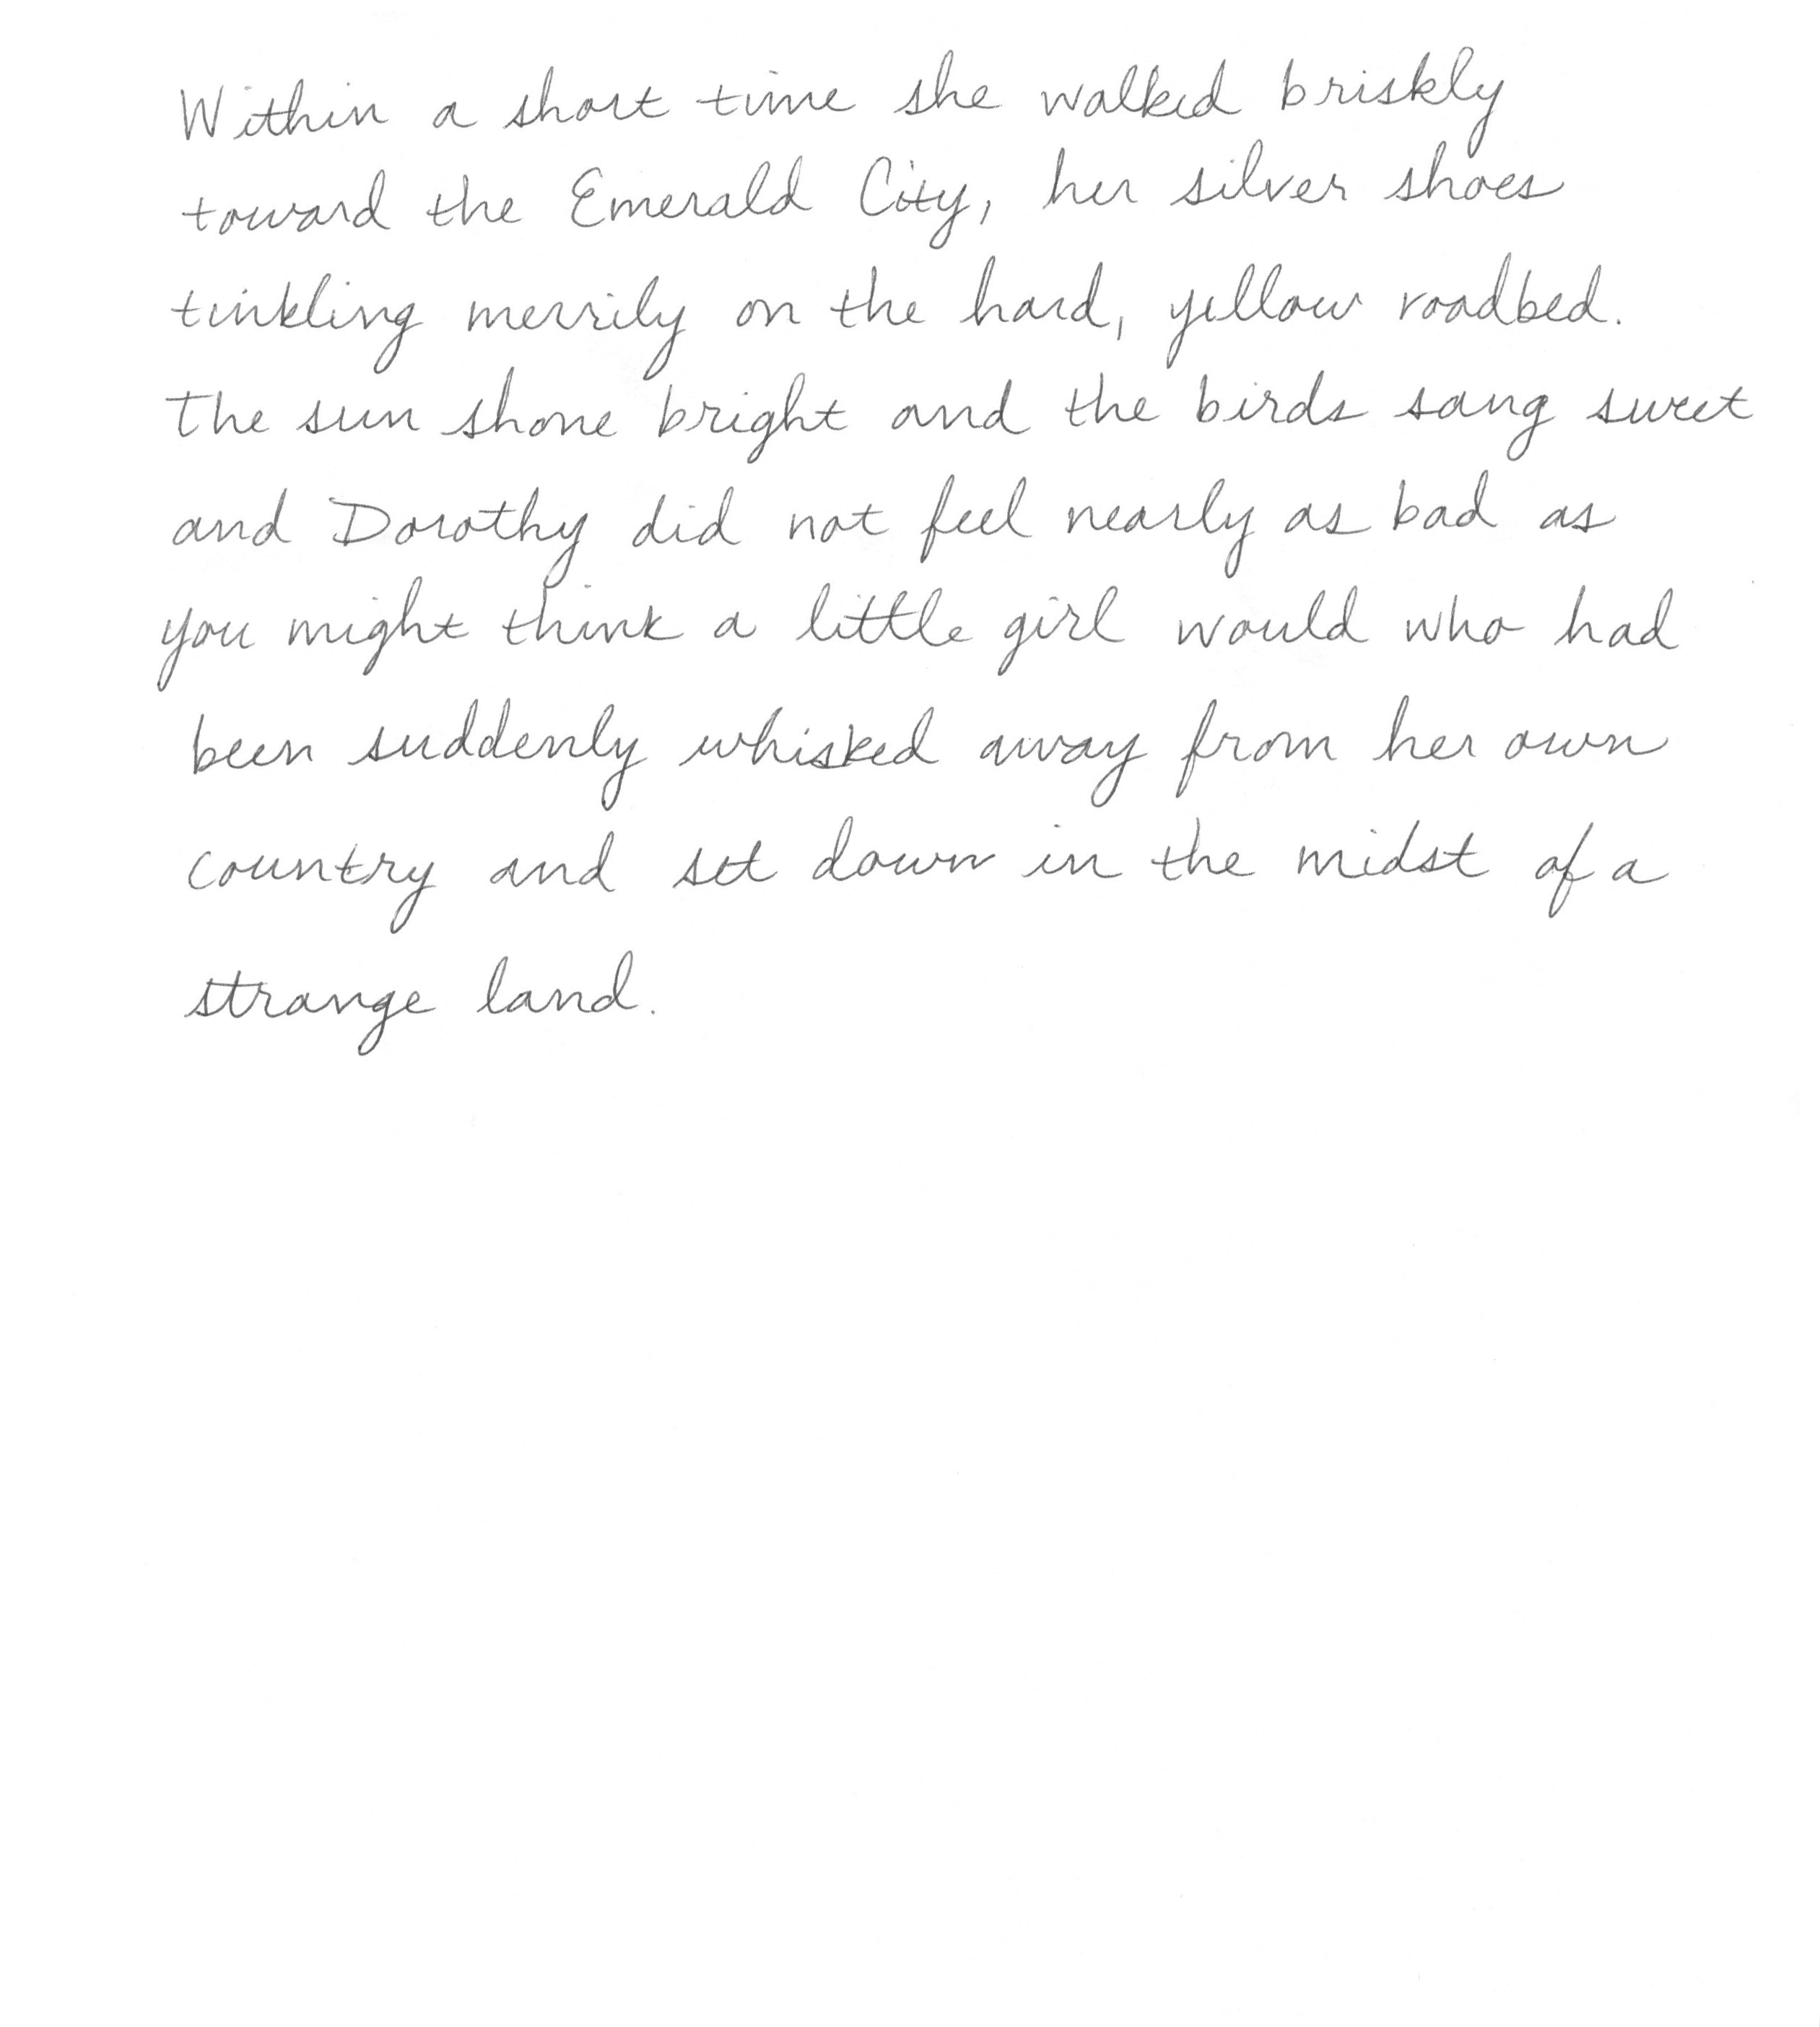 Within a short time she walked briskly
toward the Emerald City, her silver shoes
tinkling merrily on the hard, yellow roadbed.
The sun shone bright and the birds sang sweet
and Dorothy did not feel nearly as bad as
you might think a little girl would who had
been suddenly whisked away from her own
country and set down in the midst of a
strange land.